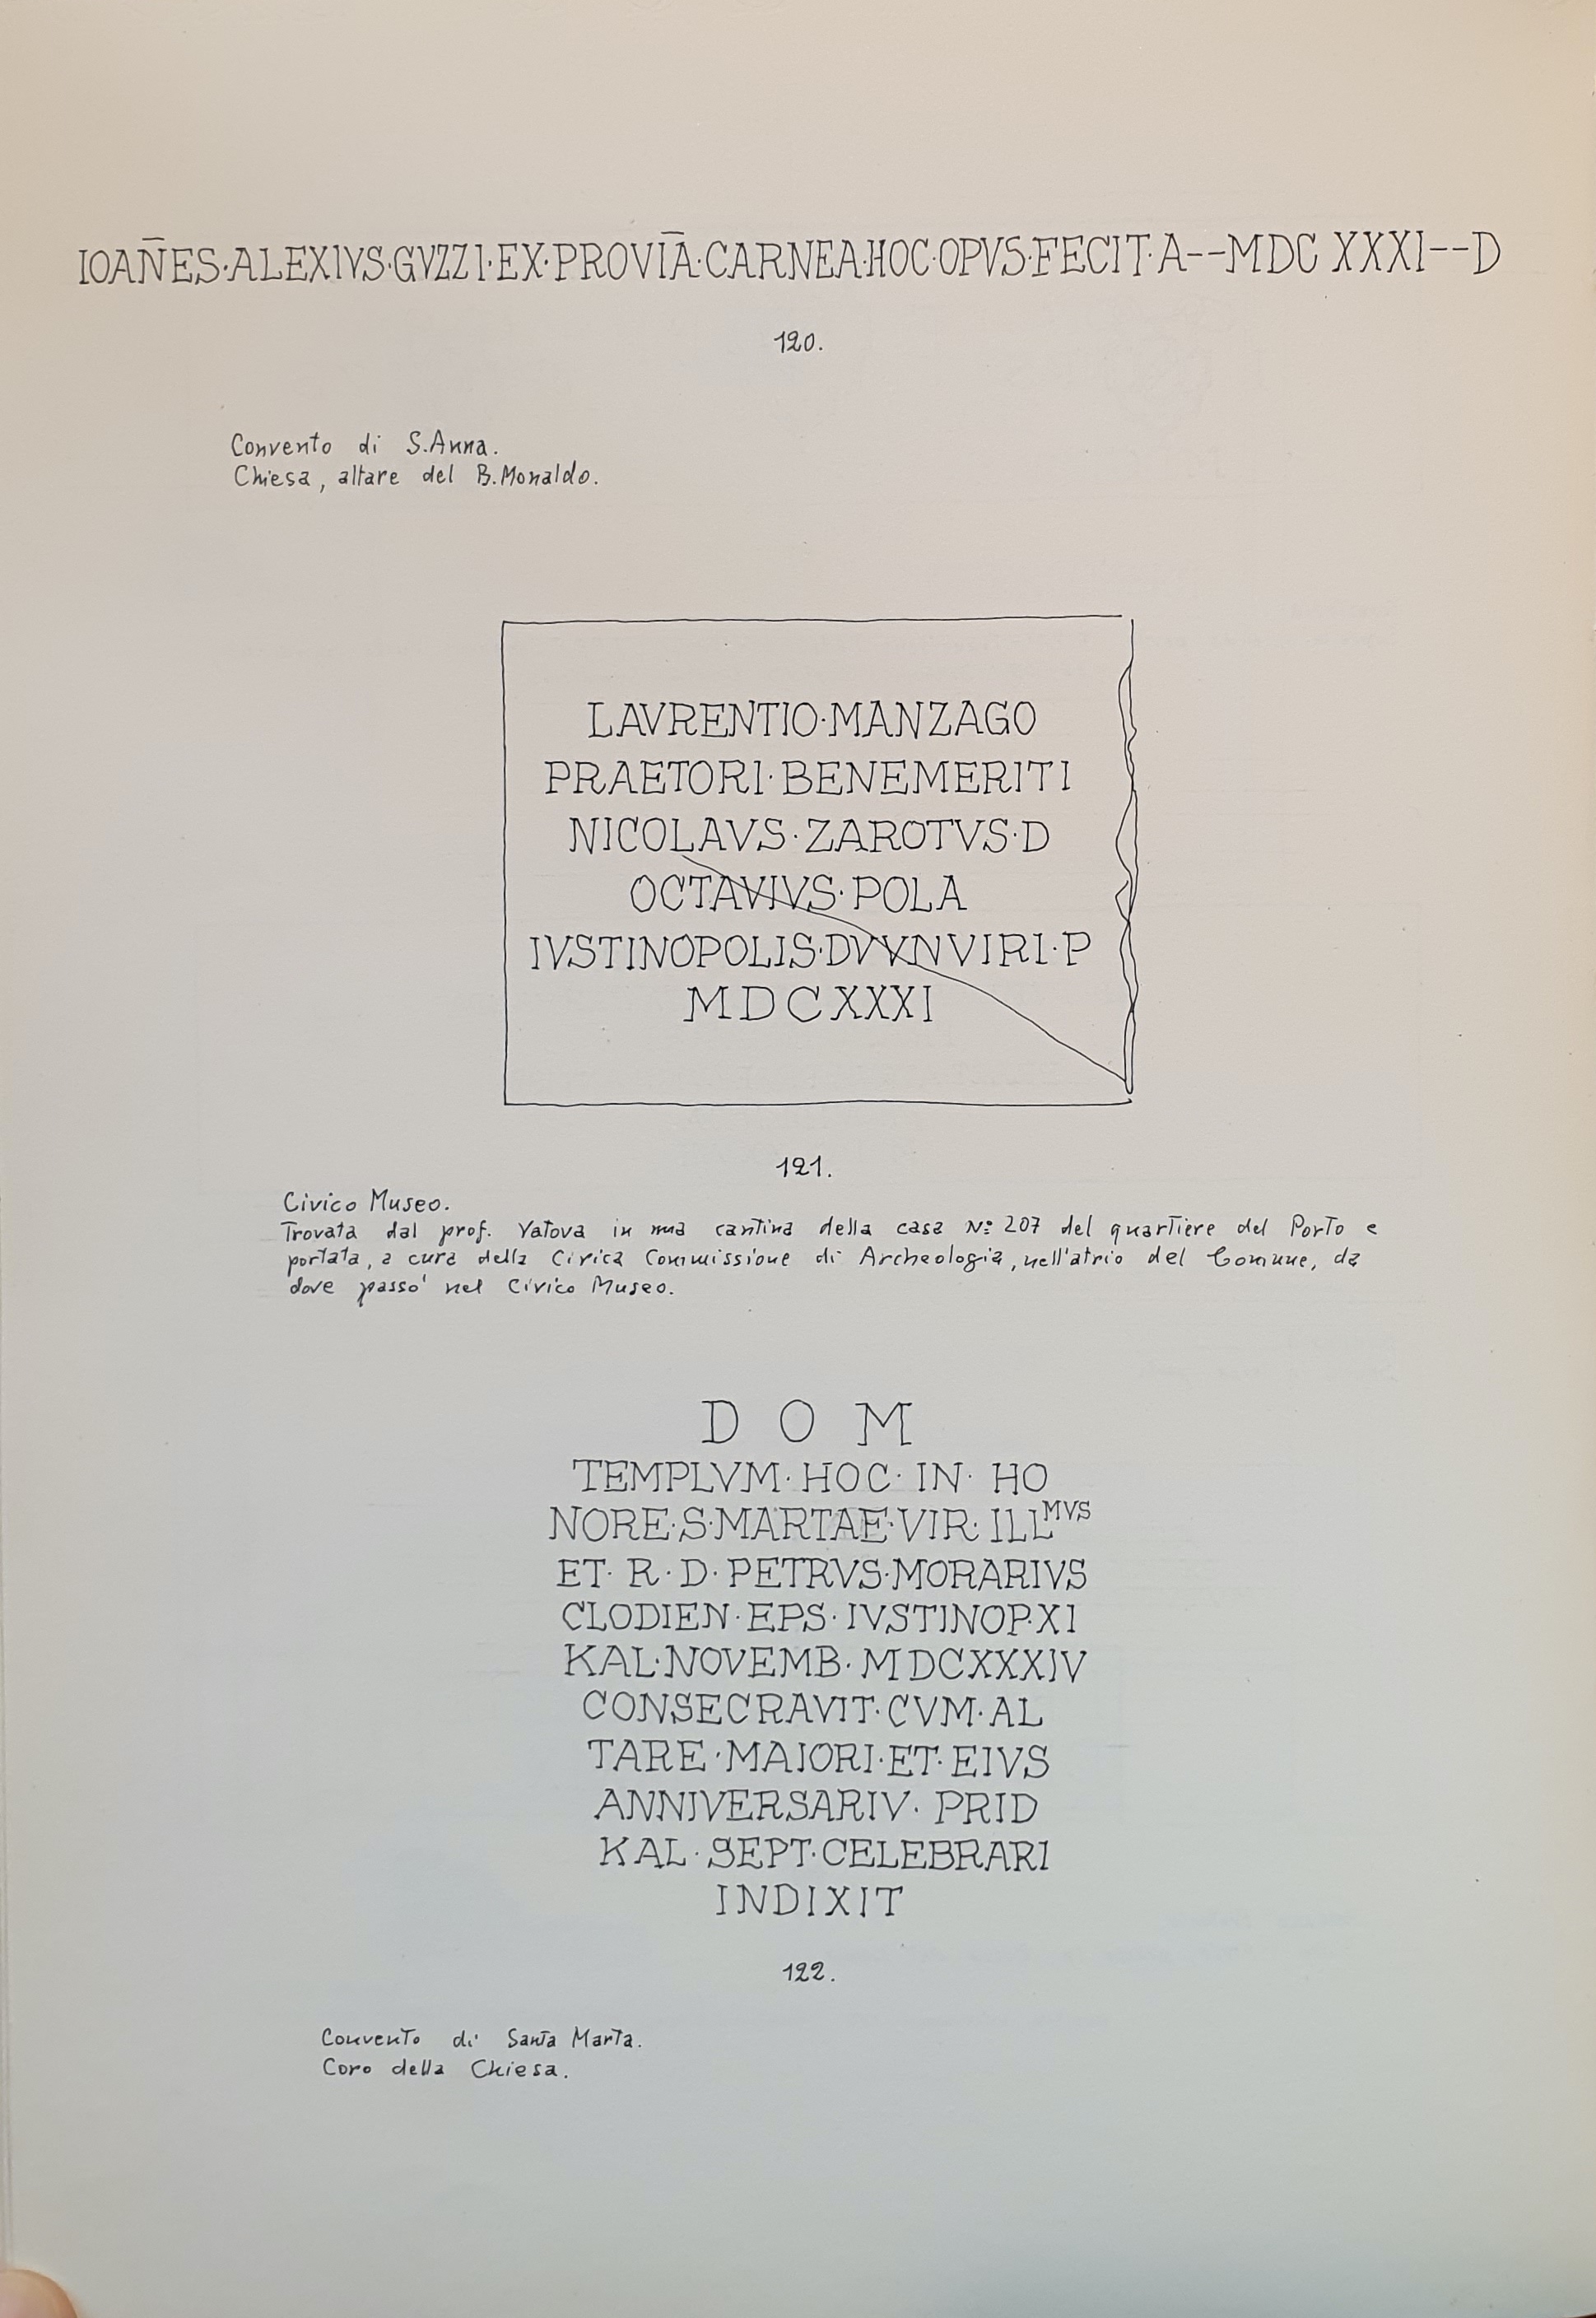 IOAÑES·ALEXIVS·GVZZI·EX·PROVIĀ·CARNEA·HOC·OPVS·FECIT·A--MDC XXXI--D
120.
Convento di S.Anna.
Chiesa, altare del B.Monaldo.
LAVRENTIO·MANZAGO
PRAETORI·BENEMERITI
NICOLAVS·ZAROTVS·D
OCTAVIVS·POLA
IVSTINOPOLIS·DVVNVIRI·P
MDCXXXI
121.
Civico Museo.
Trovata dal prof. Vatova in una cantina della casa No: 207 del quartiere del Porto e
portata, a cura della Civica Commissione di Archeologia, nell'atrio del Comune, da
dove passo' nel Civico Museo.
D O M
TEMPLVM·HOC·IN·HO
NORE·S·MARTAE·VIR·ILLMVS
ET·R·D·PETRVS·MORARIVS
CLODIEN·EPS·IVSTINOP·XI
KAL·NOVEMB·MDCXXXIV
CONSECRAVIT·CVM·AL
TARE·MAIORI·ET·EIVS
ANNIVERSARIV·PRID
KAL·SEPT·CELEBRARI
INDIXIT
122.
Convento di Santa Marta.
Coro della Chiesa.